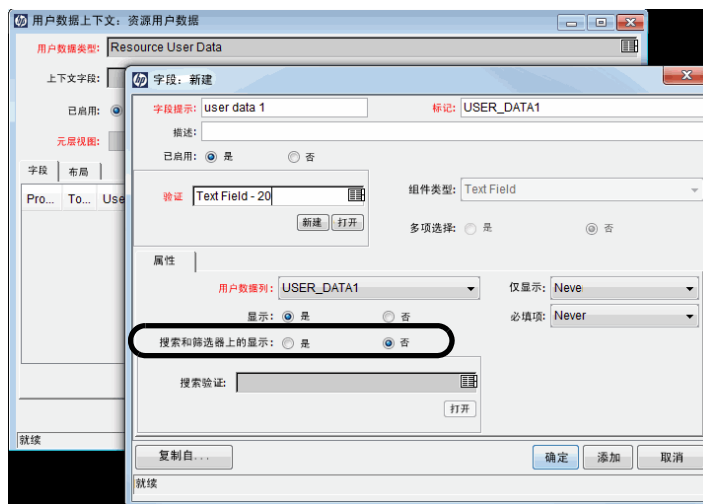 用户数据上下文：资源用户数据
用户数据类型: Resource User Data
上下文字段:
已启用:
元层视图:
字段 布局
Pro... To... Use
就绪
字段：新建
字段提示: user data 1 标记: USER_DATA1
描述:
已启用: 是 否
验证 Text Field - 20 组件类型: Text Field
新建 打开 多项选择: 是 否
属性
用户数据列: USER_DATA1 仅显示: Neve
显示: 是 否 必填项: Never
搜索和筛选器上的显示: 是 否
搜索验证:
打开
复制自... 确定 添加 取消
就绪